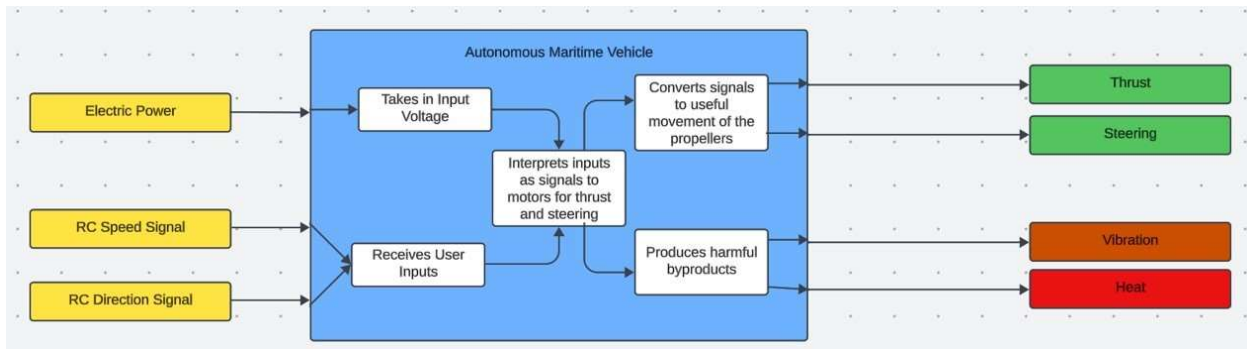 Autonomous Maritime Vehicle
Electric Power
RC Speed Signal
RC Direction Signal
Takes in Input
Voltage
Receives User
Inputs
Interprets inputs
as signals to
motors for thrust
and steering
Converts signals
to useful
movement of the
propellers
Produces harmful
byproducts
Thrust
Steering
Vibration
Heat